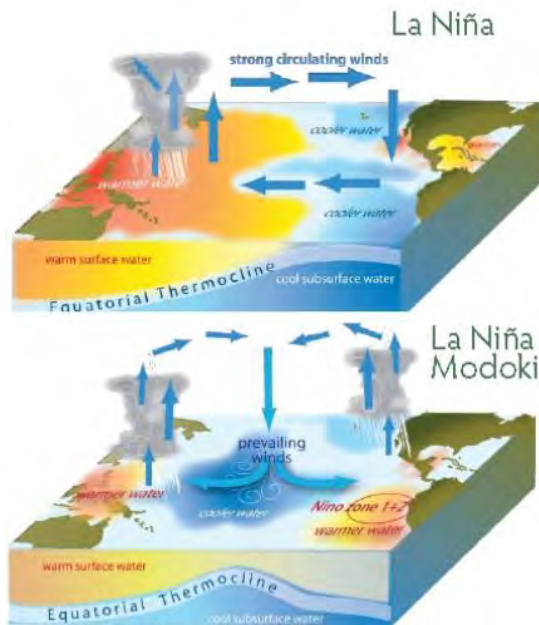 La Niña
strong circulating winds
cooler water
warmer water
cooler water
warm surface water
cool subsurface water
Equatorial Thermocline
La Niña
Modoki
prevailing
winds
warmer water
cooler water
Nino zone 1+2
warmer water
warm surface water
Equatorial Thermocline
cool subsurface water